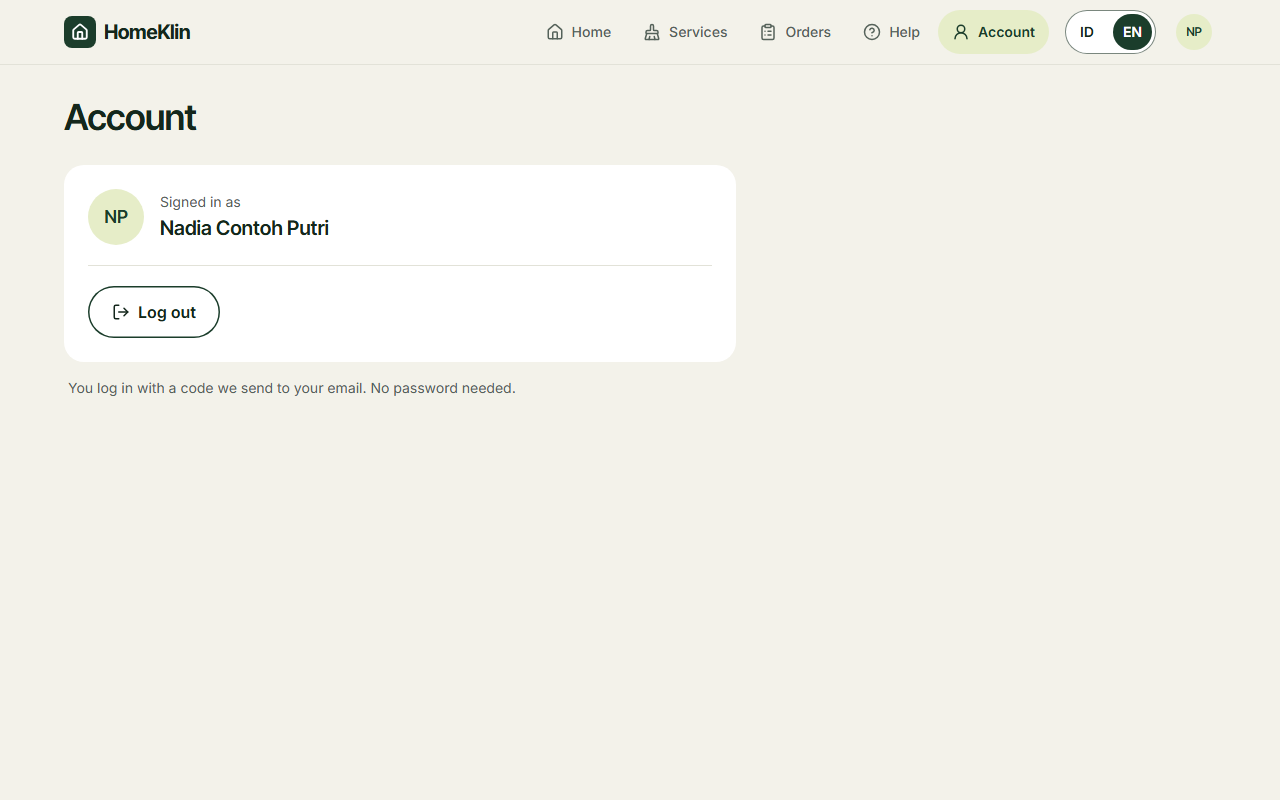 HomeKlin
Home
Services
Orders
Help
Account
ID
EN
NP
Account
NP
Signed in as
Nadia Contoh Putri
Log out
You log in with a code we send to your email. No password needed.